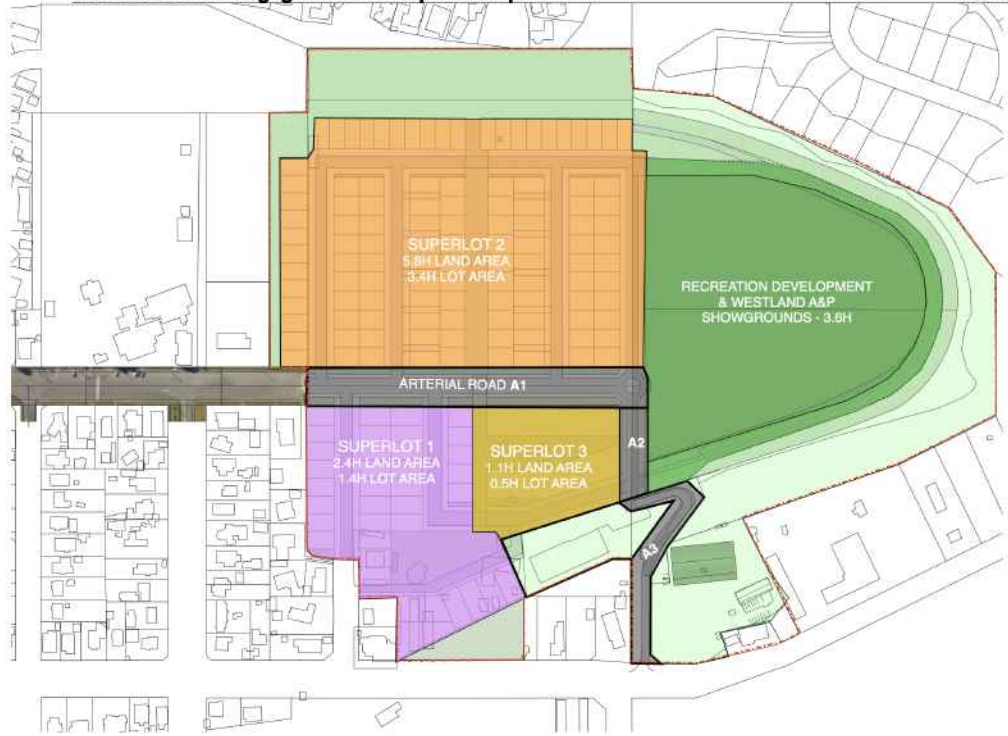 SUPERLOT 2
5.8H LAND AREA
3.4H LOT AREA
RECREATION DEVELOPMENT
& WESTLAND A&P
SHOWGROUNDS - 3.6H
ARTERIAL ROAD A1
SUPERLOT 1
2.4H LAND AREA
1.4H LOT AREA
SUPERLOT 3
1.1H LAND AREA
0.5H LOT AREA
A2
A3